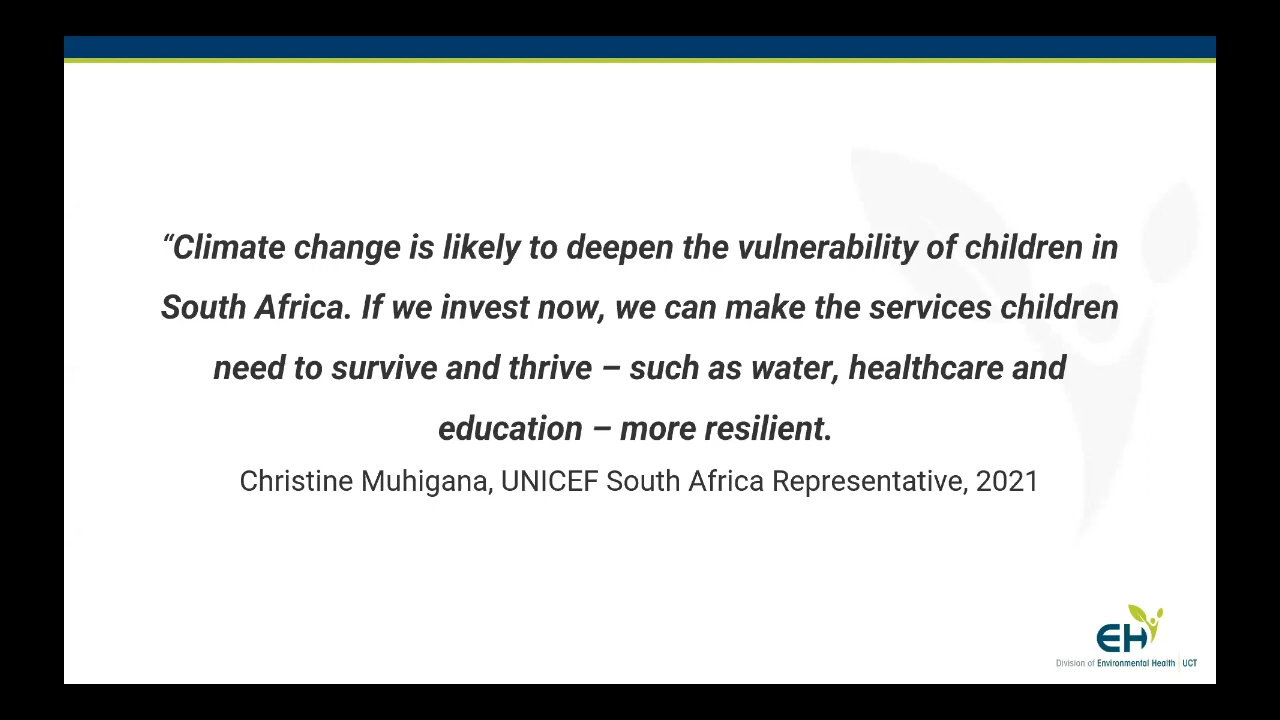 “Climate change is likely to deepen the vulnerability of children in
South Africa. If we invest now, we can make the services children
need to survive and thrive – such as water, healthcare and
education – more resilient.
Christine Muhigana, UNICEF South Africa Representative, 2021
EH
Division of Environmental Health | UCT